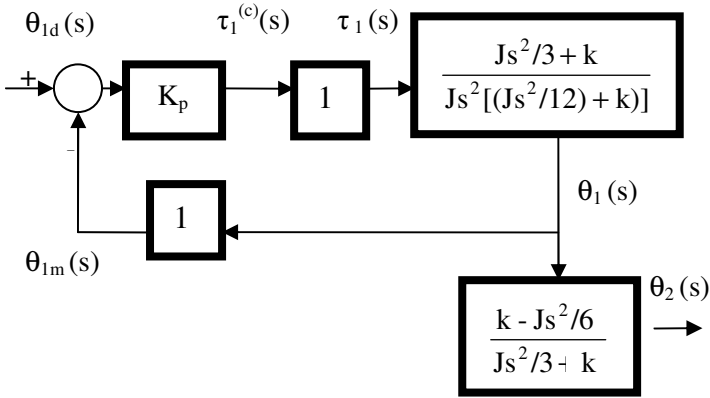 θ1d(s)
τ1(c)(s)
τ1(s)
+
Kp
1
Js²/3 + k
Js²[(Js²/12) + k)]
-
θ1(s)
1
θ1m(s)
θ2(s)
k - Js²/6
Js²/3 + k